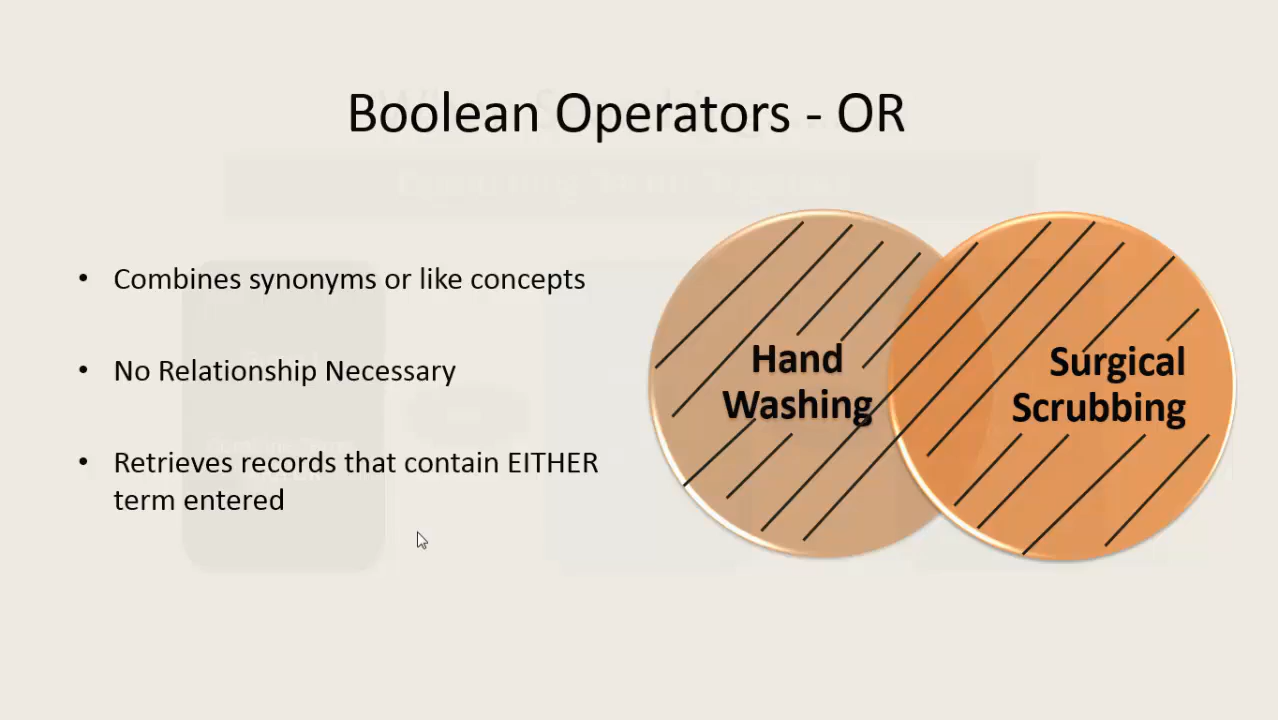 Boolean Operators - OR
• Combines synonyms or like concepts
• No Relationship Necessary
• Retrieves records that contain EITHER
term entered
Hand
Washing
Surgical
Scrubbing